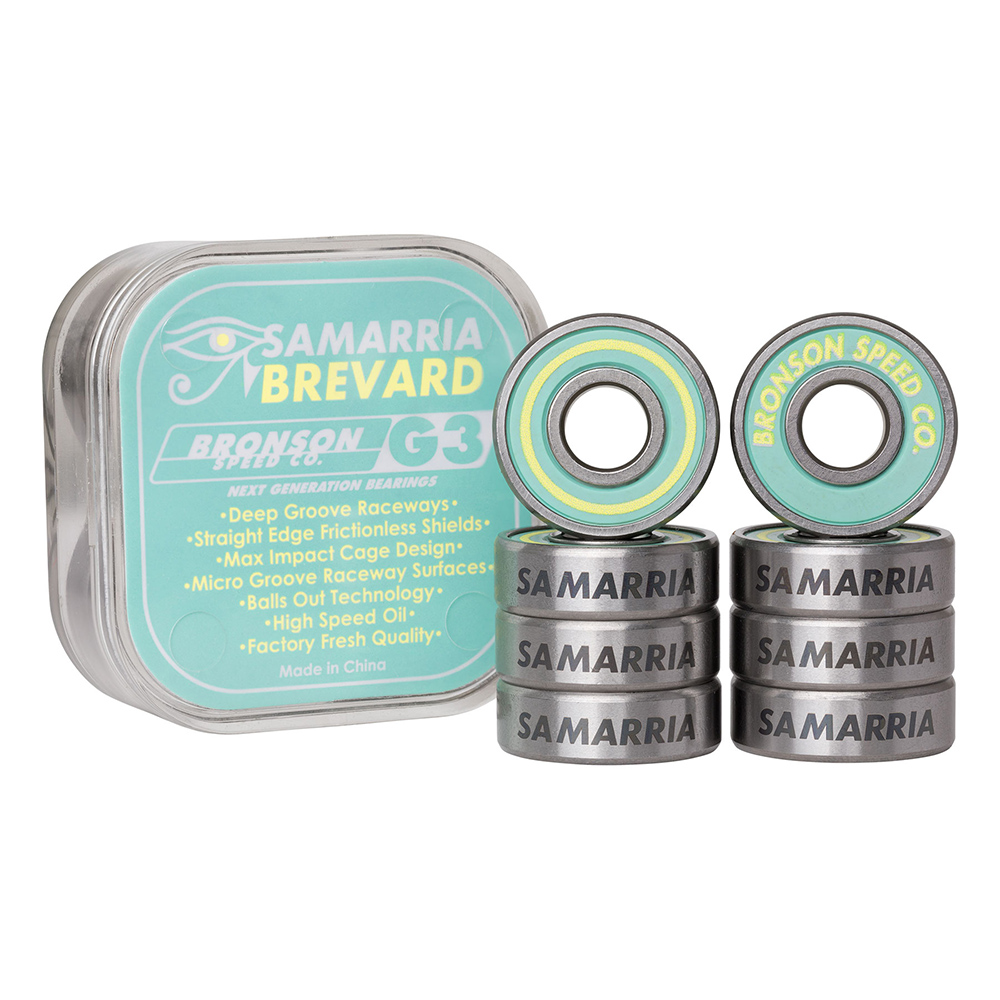 SAMARRIA
BREVARD
BRONSON G3
SPEED CO.
NEXT GENERATION BEARINGS
•Deep Groove Raceways•
•Straight Edge Frictionless Shields•
•Max Impact Cage Design•
•Micro Groove Raceway Surfaces•
•Balls Out Technology•
•High Speed Oil•
•Factory Fresh Quality•
Made in China
BRONSON SPEED CO.
SAMARRIA
SAMARRIA
SAMARRIA
SAMARRIA
SAMARRIA
SAMARRIA